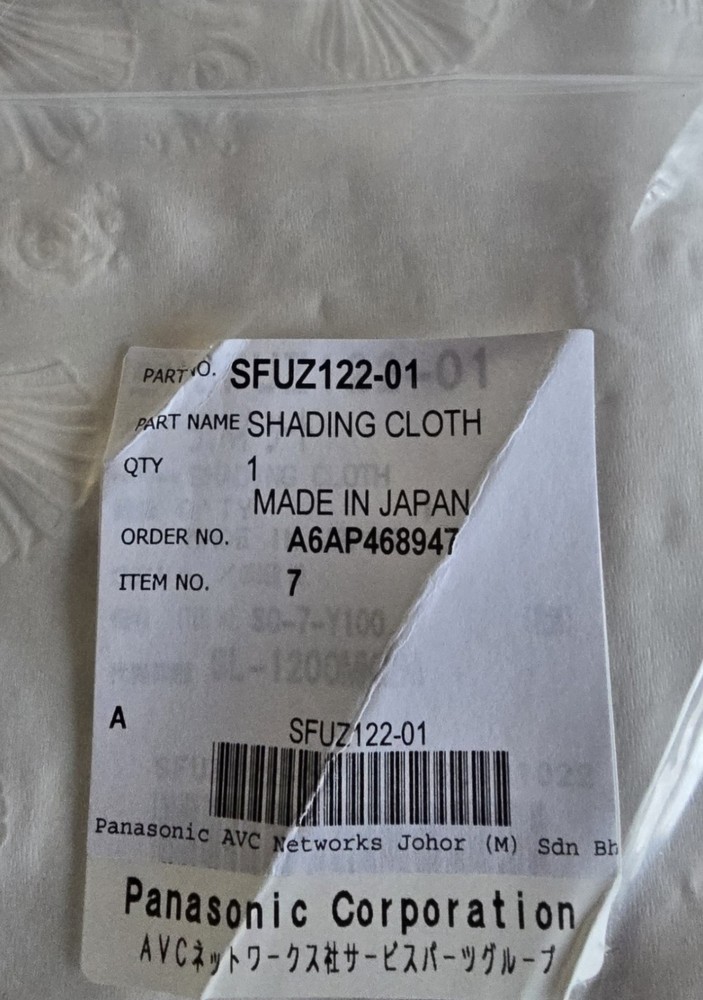 PART NO. SFUZ122-01
PART NAME SHADING CLOTH
QTY 1
MADE IN JAPAN
ORDER NO. A6AP468947
ITEM NO. 7
A
SFUZ122-01
Panasonic AVC Networks Johor (M) Sdn Bh
Panasonic Corporation
AVCネットワークス社サービスパーツグループ